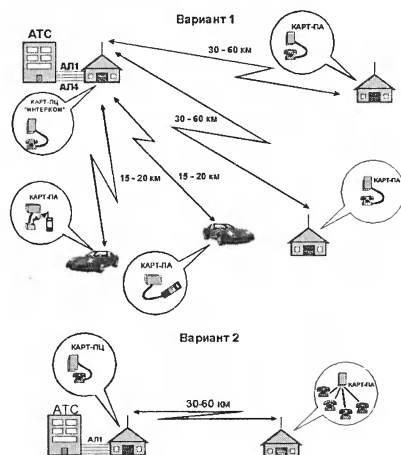 Вариант 1
КАРТ-ПА
АТС
30 - 60 км
АЛ1
АЛ4
КАРТ-ПЦ
"ИНТЕРКОМ"
30 - 60 км
КАРТ-ПА
15 - 20 км
15 - 20 км
КАРТ-ПА
КАРТ-ПА
Вариант 2
КАРТ-ПЦ
КАРТ-ПА
АТС
30-60 км
АЛ1